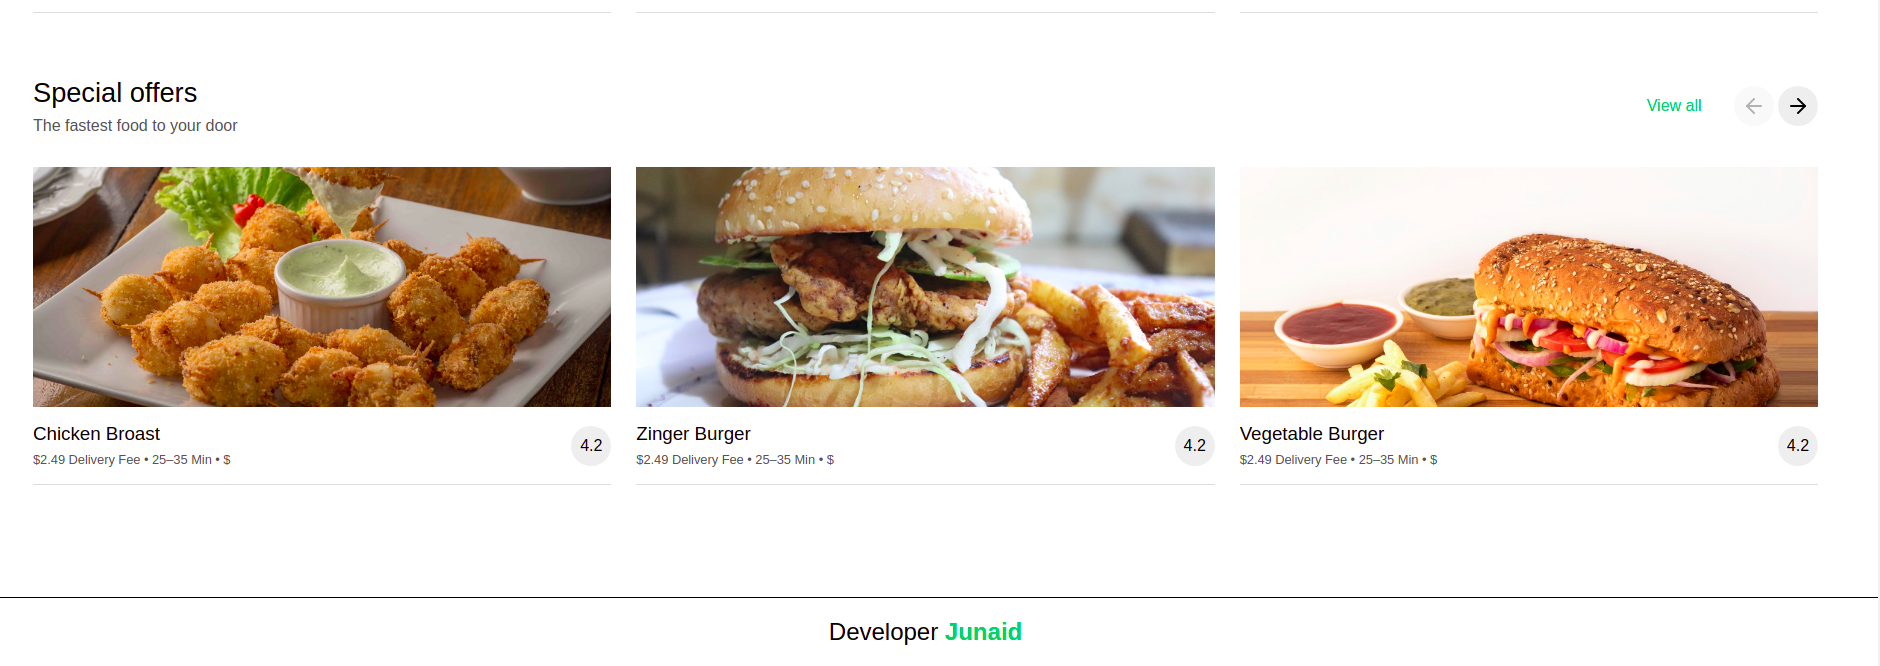 Special offers
The fastest food to your door
View all
Chicken Broast
$2.49 Delivery Fee • 25–35 Min • $
4.2
Zinger Burger
$2.49 Delivery Fee • 25–35 Min • $
4.2
Vegetable Burger
$2.49 Delivery Fee • 25–35 Min • $
4.2
Developer Junaid